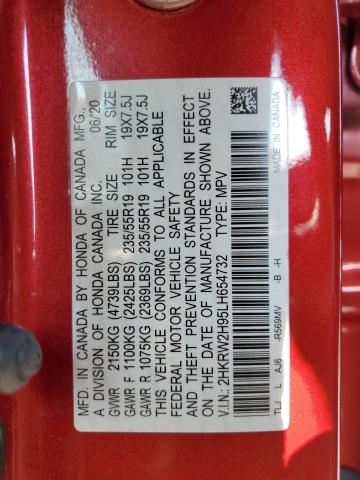 MFD. IN CANADA BY HONDA OF CANADA MFG.,
A DIVISION OF HONDA CANADA INC. 06/20
GVWR 2150KG (4739LBS) TIRE SIZE RIM SIZE
GAWR F 1100KG (2425LBS) 235/55R19 101H 19X7.5J
GAWR R 1075KG (2369LBS) 235/55R19 101H 19X7.5J
THIS VEHICLE CONFORMS TO ALL APPLICABLE
FEDERAL MOTOR VEHICLE SAFETY
AND THEFT PREVENTION STANDARDS IN EFFECT
ON THE DATE OF MANUFACTURE SHOWN ABOVE.
V.I.N.: 2HKRW2H95LH654732 TYPE: MPV
TLJ L AJ6 R569MV -B -H MADE IN CANADA